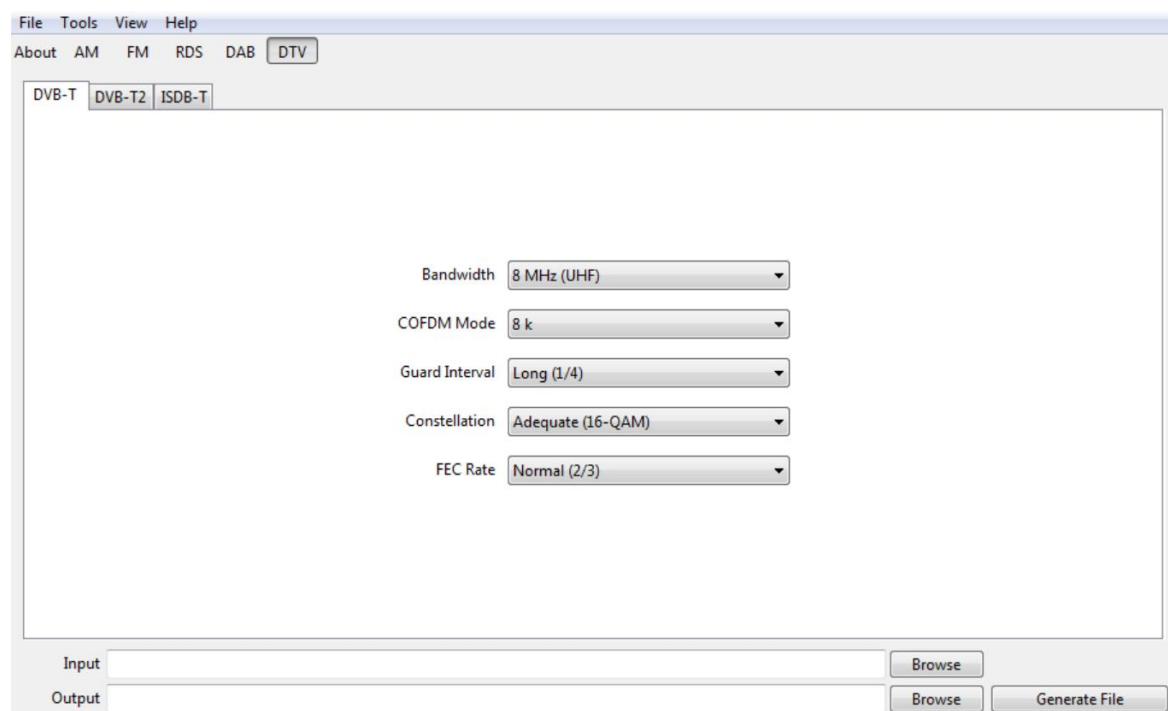 File Tools View Help
About AM FM RDS DAB DTV
DVB-T DVB-T2 ISDB-T
Bandwidth 8 MHz (UHF)
COFDM Mode 8 k
Guard Interval Long (1/4)
Constellation Adequate (16-QAM)
FEC Rate Normal (2/3)
Input Browse
Output Browse Generate File